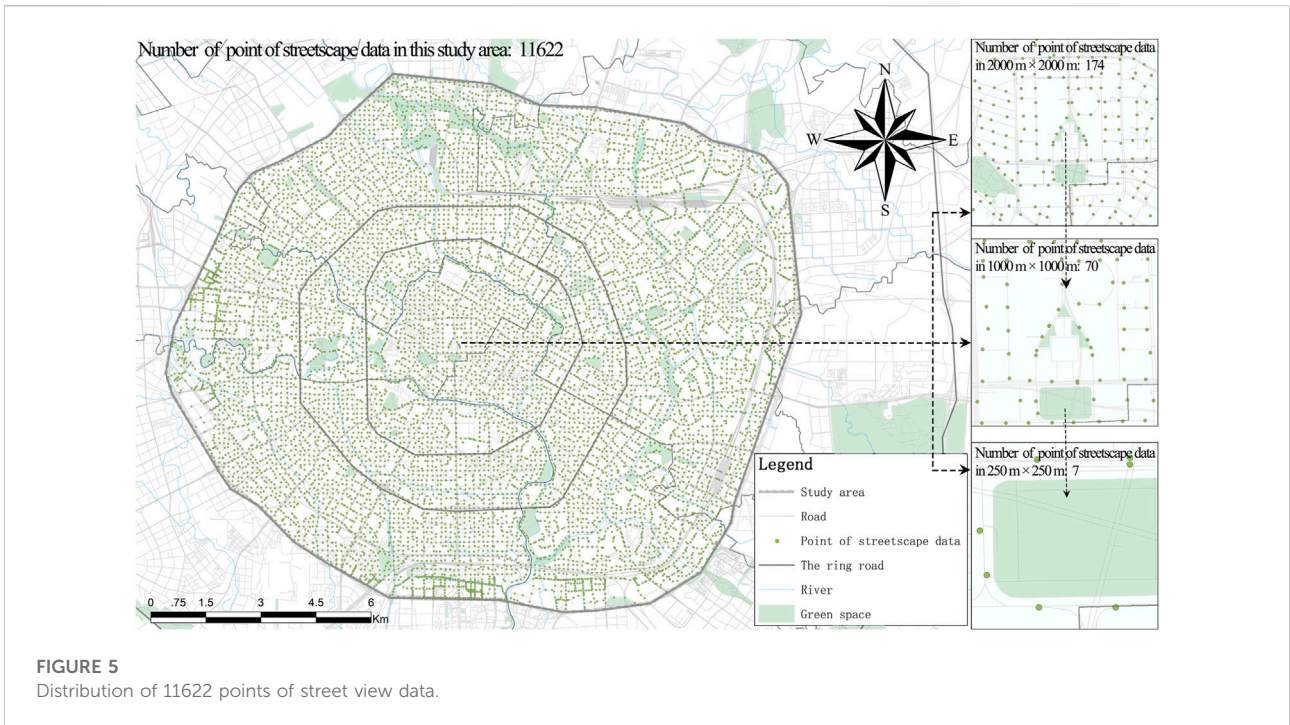 Number of point of streetscape data in this study area: 11622
N
W
E
S
Number of point of streetscape data
in 2000 m × 2000 m: 174
Number of point of streetscape data
in 1000 m × 1000 m: 70
Number of point of streetscape data
in 250 m × 250 m: 7
Legend
Study area
Road
Point of streetscape data
The ring road
River
Green space
0 .75 1.5 3 4.5 6
Km
FIGURE 5
Distribution of 11622 points of street view data.